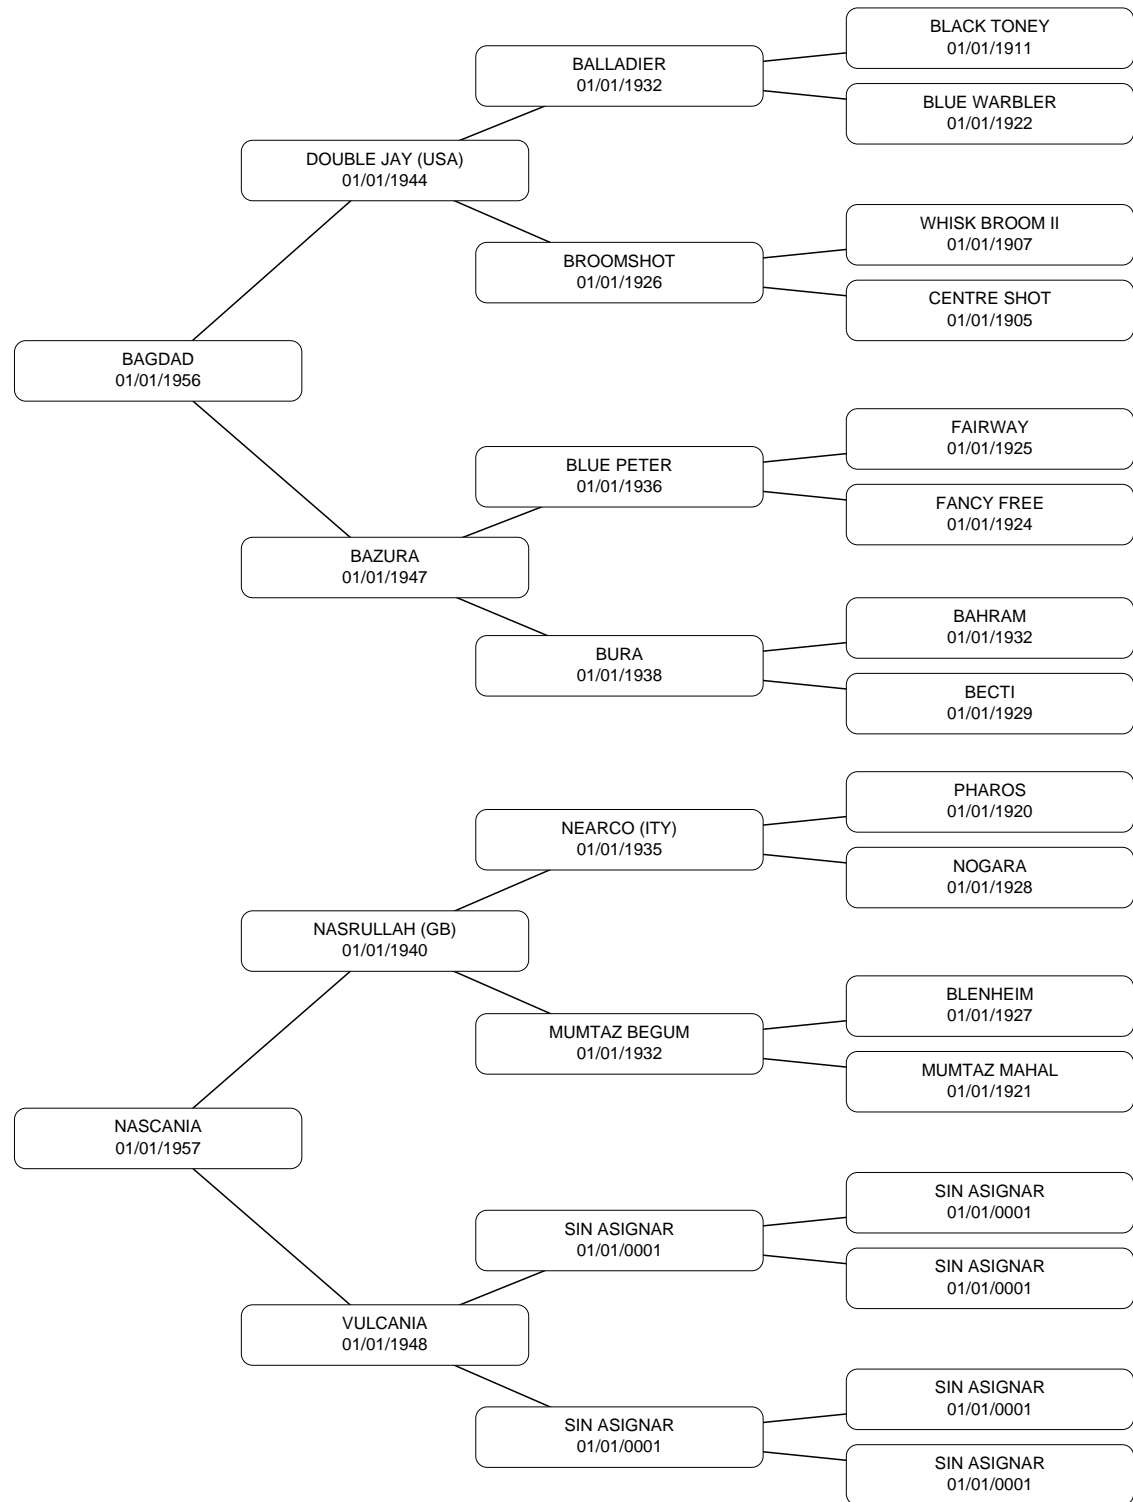 BLACK TONEY
01/01/1911
BALLADIER
01/01/1932
BLUE WARBLER
01/01/1922
DOUBLE JAY (USA)
01/01/1944
WHISK BROOM II
01/01/1907
BROOMSHOT
01/01/1926
CENTRE SHOT
01/01/1905
BAGDAD
01/01/1956
FAIRWAY
01/01/1925
BLUE PETER
01/01/1936
FANCY FREE
01/01/1924
BAZURA
01/01/1947
BAHRAM
01/01/1932
BURA
01/01/1938
BECTI
01/01/1929
PHAROS
01/01/1920
NEARCO (ITY)
01/01/1935
NOGARA
01/01/1928
NASRULLAH (GB)
01/01/1940
BLENHEIM
01/01/1927
MUMTAZ BEGUM
01/01/1932
MUMTAZ MAHAL
01/01/1921
NASCANIA
01/01/1957
SIN ASIGNAR
01/01/0001
SIN ASIGNAR
01/01/0001
SIN ASIGNAR
01/01/0001
VULCANIA
01/01/1948
SIN ASIGNAR
01/01/0001
SIN ASIGNAR
01/01/0001
SIN ASIGNAR
01/01/0001